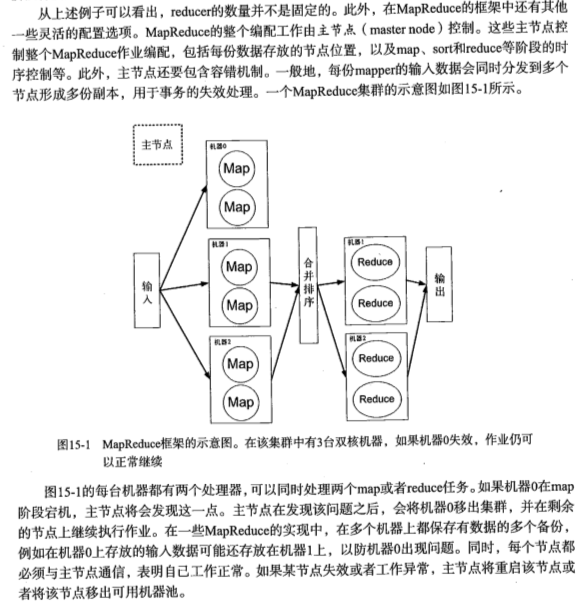 从上述例子可以看出，reducer的数量并不是固定的。此外，在MapReduce的框架中还有其他
一些灵活的配置选项。MapReduce的整个编配工作由主节点（master node）控制。这些主节点控
制整个MapReduce作业编配，包括每份数据存放的节点位置，以及map、sort和reduce等阶段的时
序控制等。此外，主节点还要包含容错机制。一般地，每份mapper的输入数据会同时分发到多个
节点形成多份副本，用于事务的失效处理。一个MapReduce集群的示意图如图15-1所示。
主节点
机器0
Map
Map
输入
机器1
Map
Map
机器2
Map
Map
合并排序
机器1
Reduce
Reduce
机器2
Reduce
Reduce
输出
图15-1 MapReduce框架的示意图。在该集群中有3台双核机器，如果机器0失效，作业仍可
以正常继续
图15-1的每台机器都有两个处理器，可以同时处理两个map或者reduce任务。如果机器0在map
阶段宕机，主节点将会发现这一点。主节点在发现该问题之后，会将机器0移出集群，并在剩余
的节点上继续执行作业。在一些MapReduce的实现中，在多个机器上都保存有数据的多个备份，
例如在机器0上存放的输入数据可能还存放在机器1上，以防机器0出现问题。同时，每个节点都
必须与主节点通信，表明自己工作正常。如果某节点失效或者工作异常，主节点将重启该节点或
者将该节点移出可用机器池。